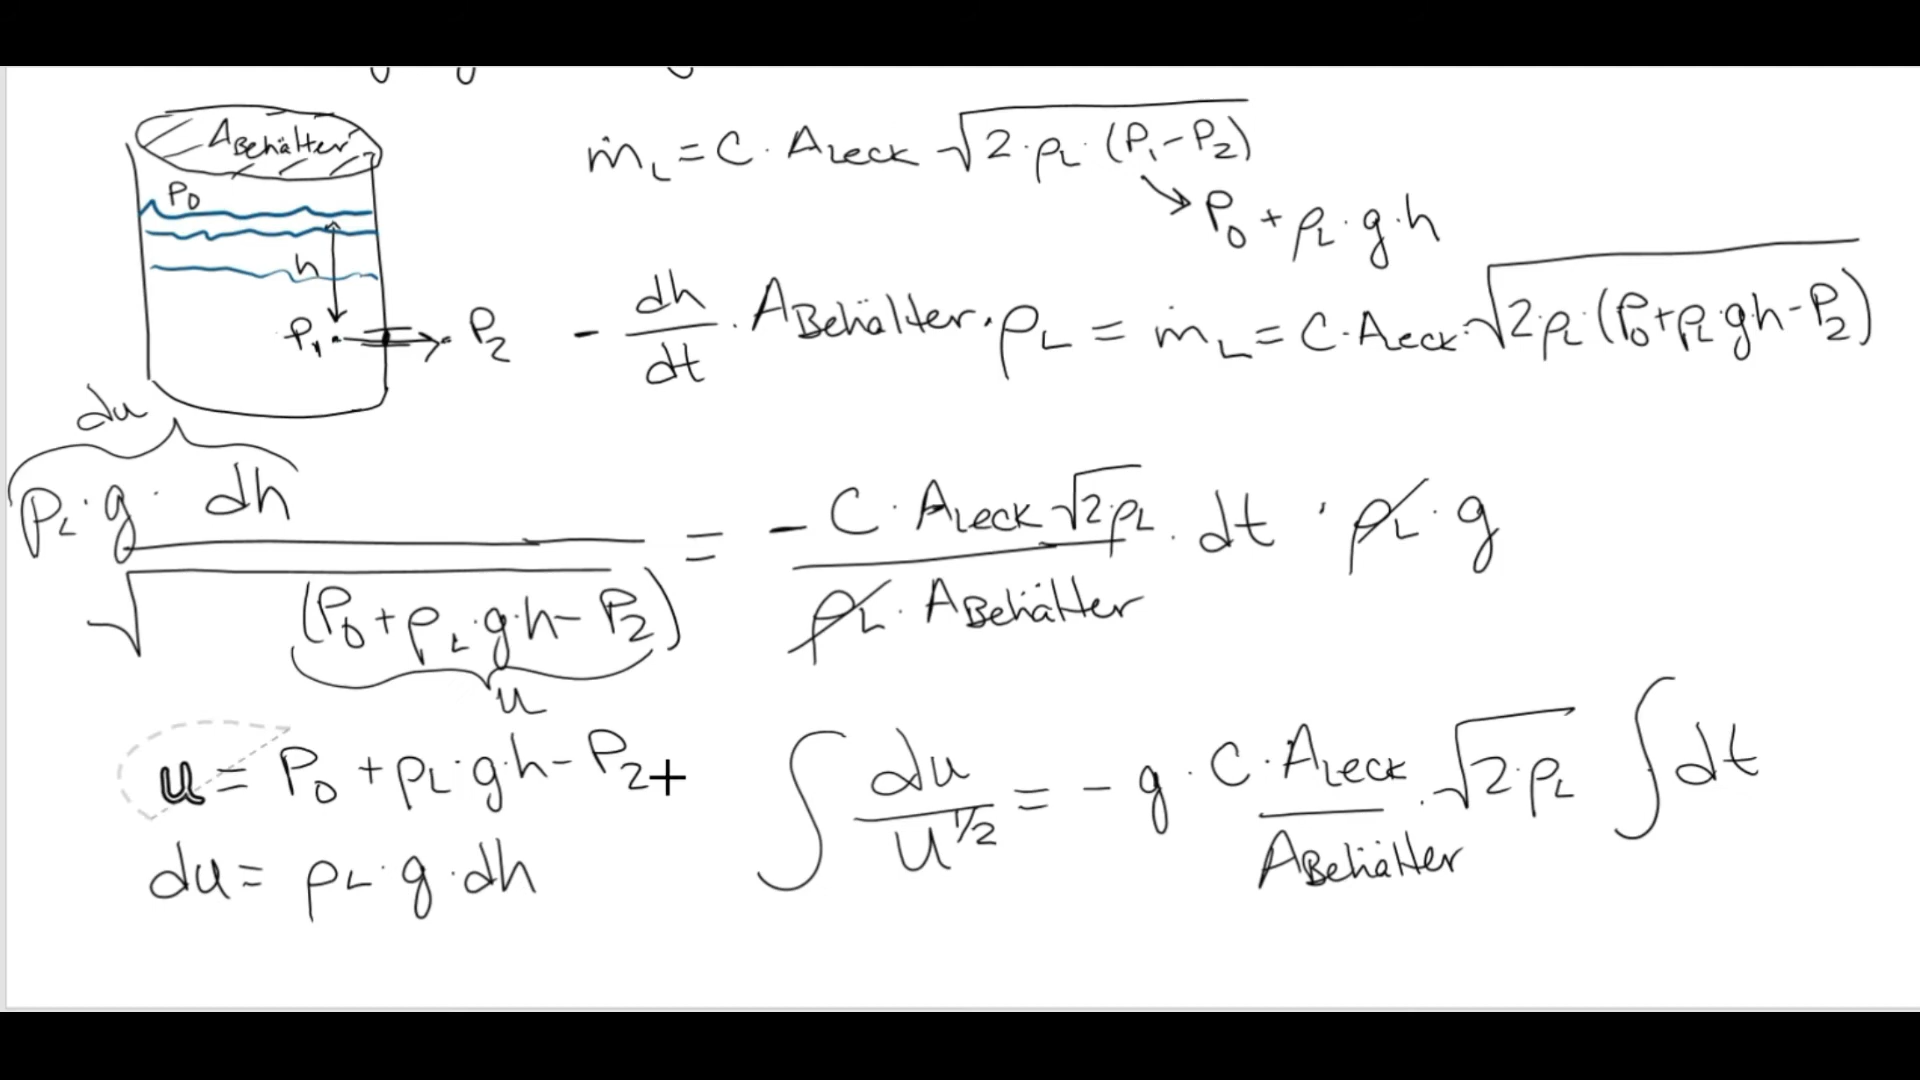 A_Behälter
P_0
h
P_1 → P_2
ṁ_L = C · A_Leck √(2 · ρ_L · (P_1 - P_2))
→ P_0 + ρ_L · g · h
- dh/dt · A_Behälter · ρ_L = ṁ_L = C · A_Leck · √(2ρ_L · (P_0 + ρ_L · g · h - P_2))
du
ρ_L · g · dh / √(P_0 + ρ_L · g · h - P_2) = - C · A_Leck √(2·ρ_L) / (ρ_L · A_Behälter) · dt · ρ_L · g
u
u = P_0 + ρ_L · g · h - P_2
du = ρ_L · g · dh
∫ du / u^1/2 = - g · C · A_Leck / A_Behälter · √(2·ρ_L) ∫ dt